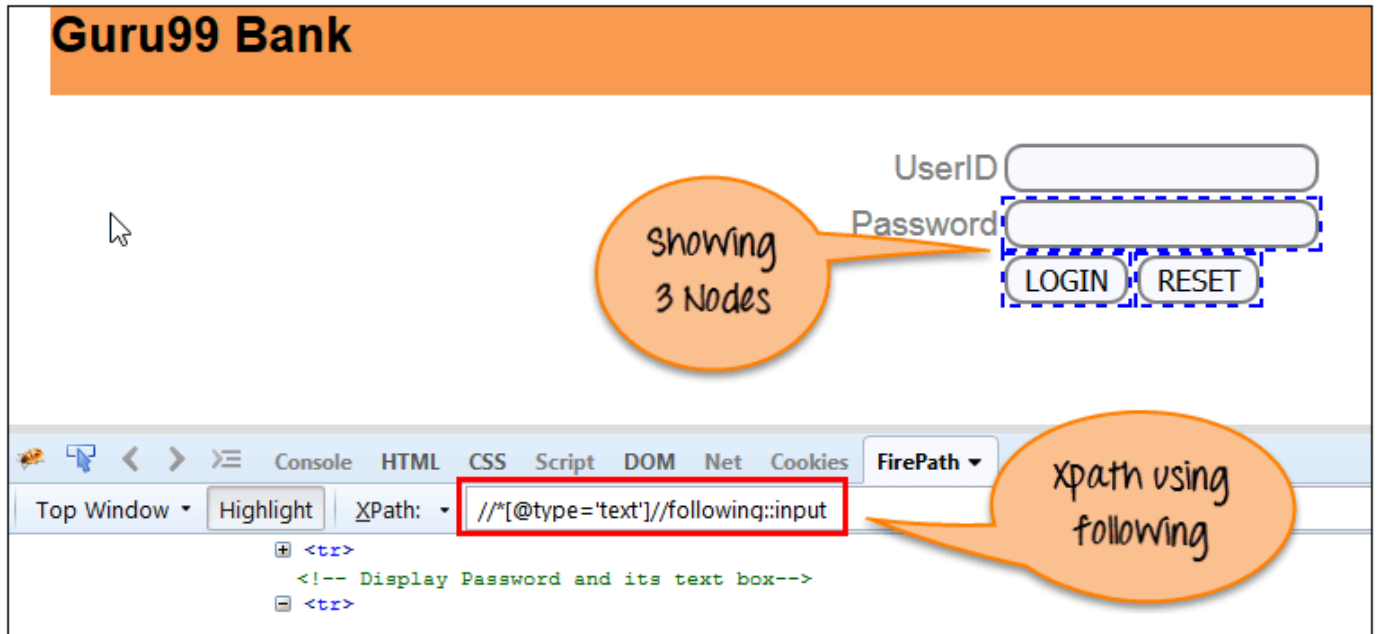 Guru99 Bank
UserID
Password
Showing
3 Nodes
LOGIN RESET
Console HTML CSS Script DOM Net Cookies FirePath
Top Window Highlight XPath: //*[@type='text']//following::input
Xpath using
following
<tr>
<!-- Display Password and its text box-->
<tr>